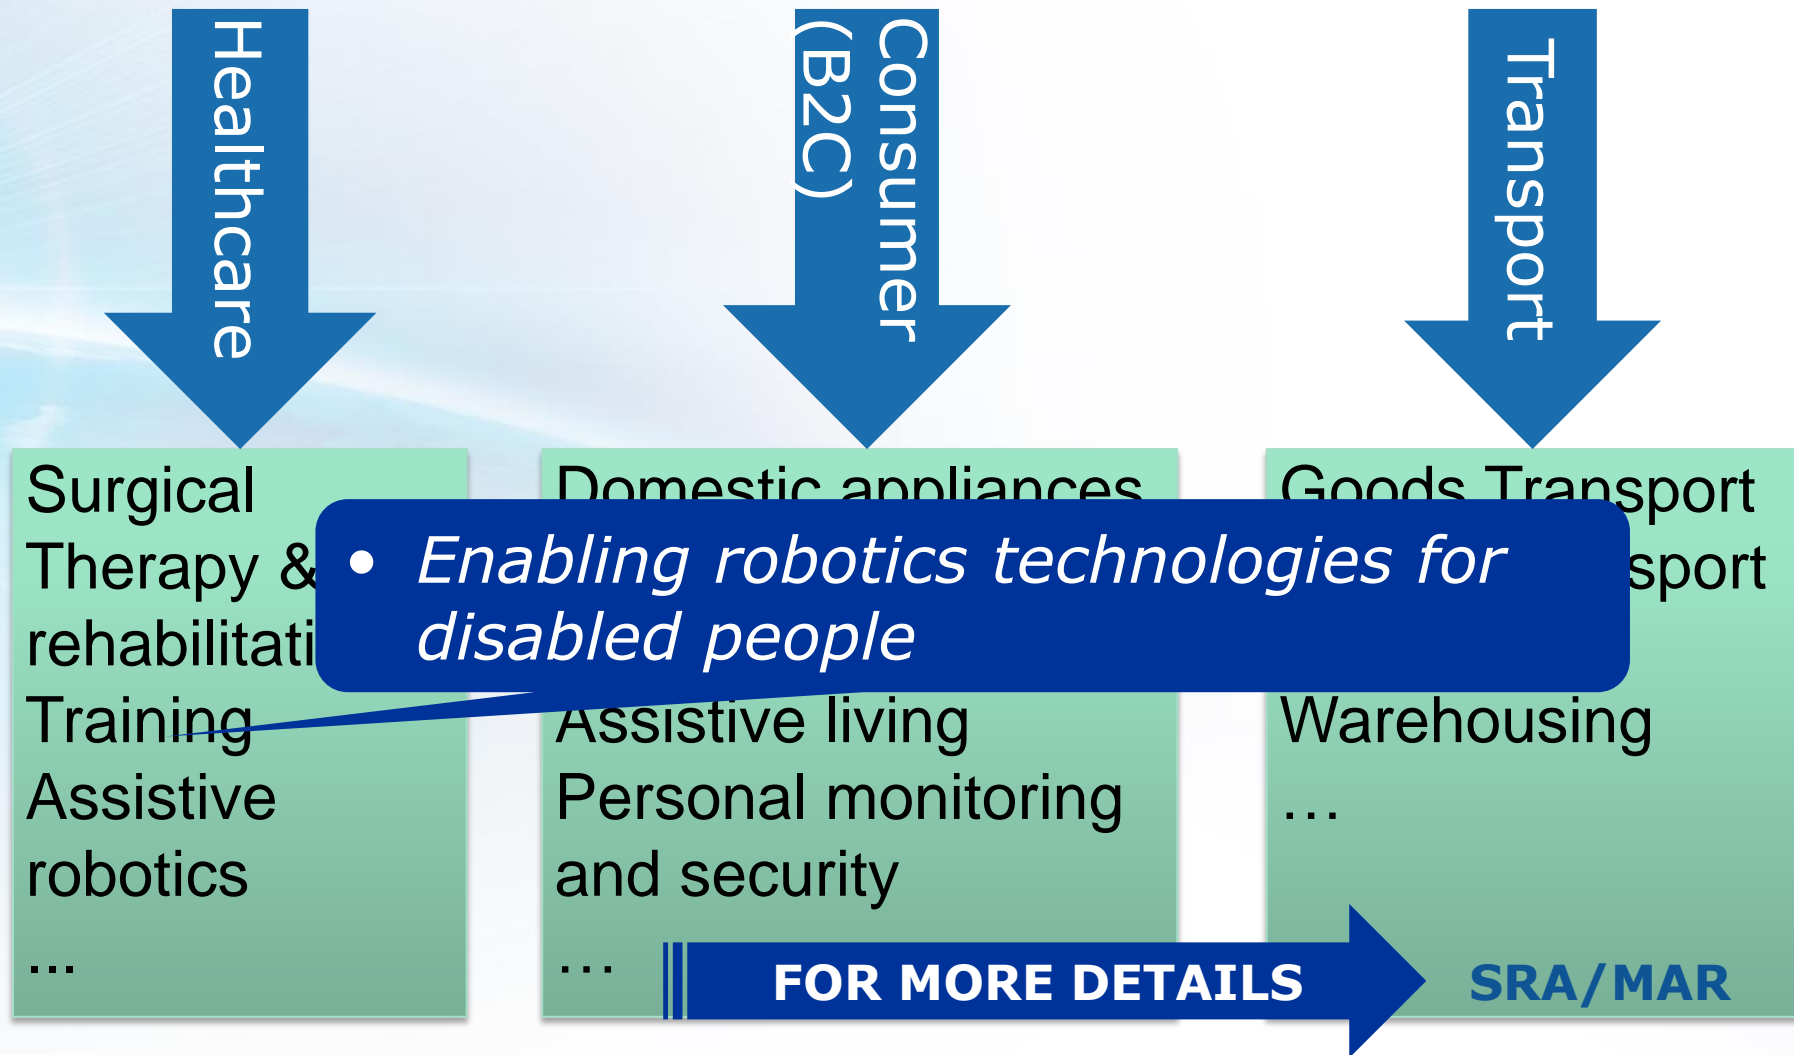 Healthcare
Consumer
(B2C)
Transport
Surgical
Therapy &
rehabilitati
Training
Assistive
robotics
...
Domestic appliances
Assistive living
Personal monitoring
and security
…
Goods Transport
sport
Warehousing
…
• Enabling robotics technologies for
disabled people
FOR MORE DETAILS
SRA/MAR